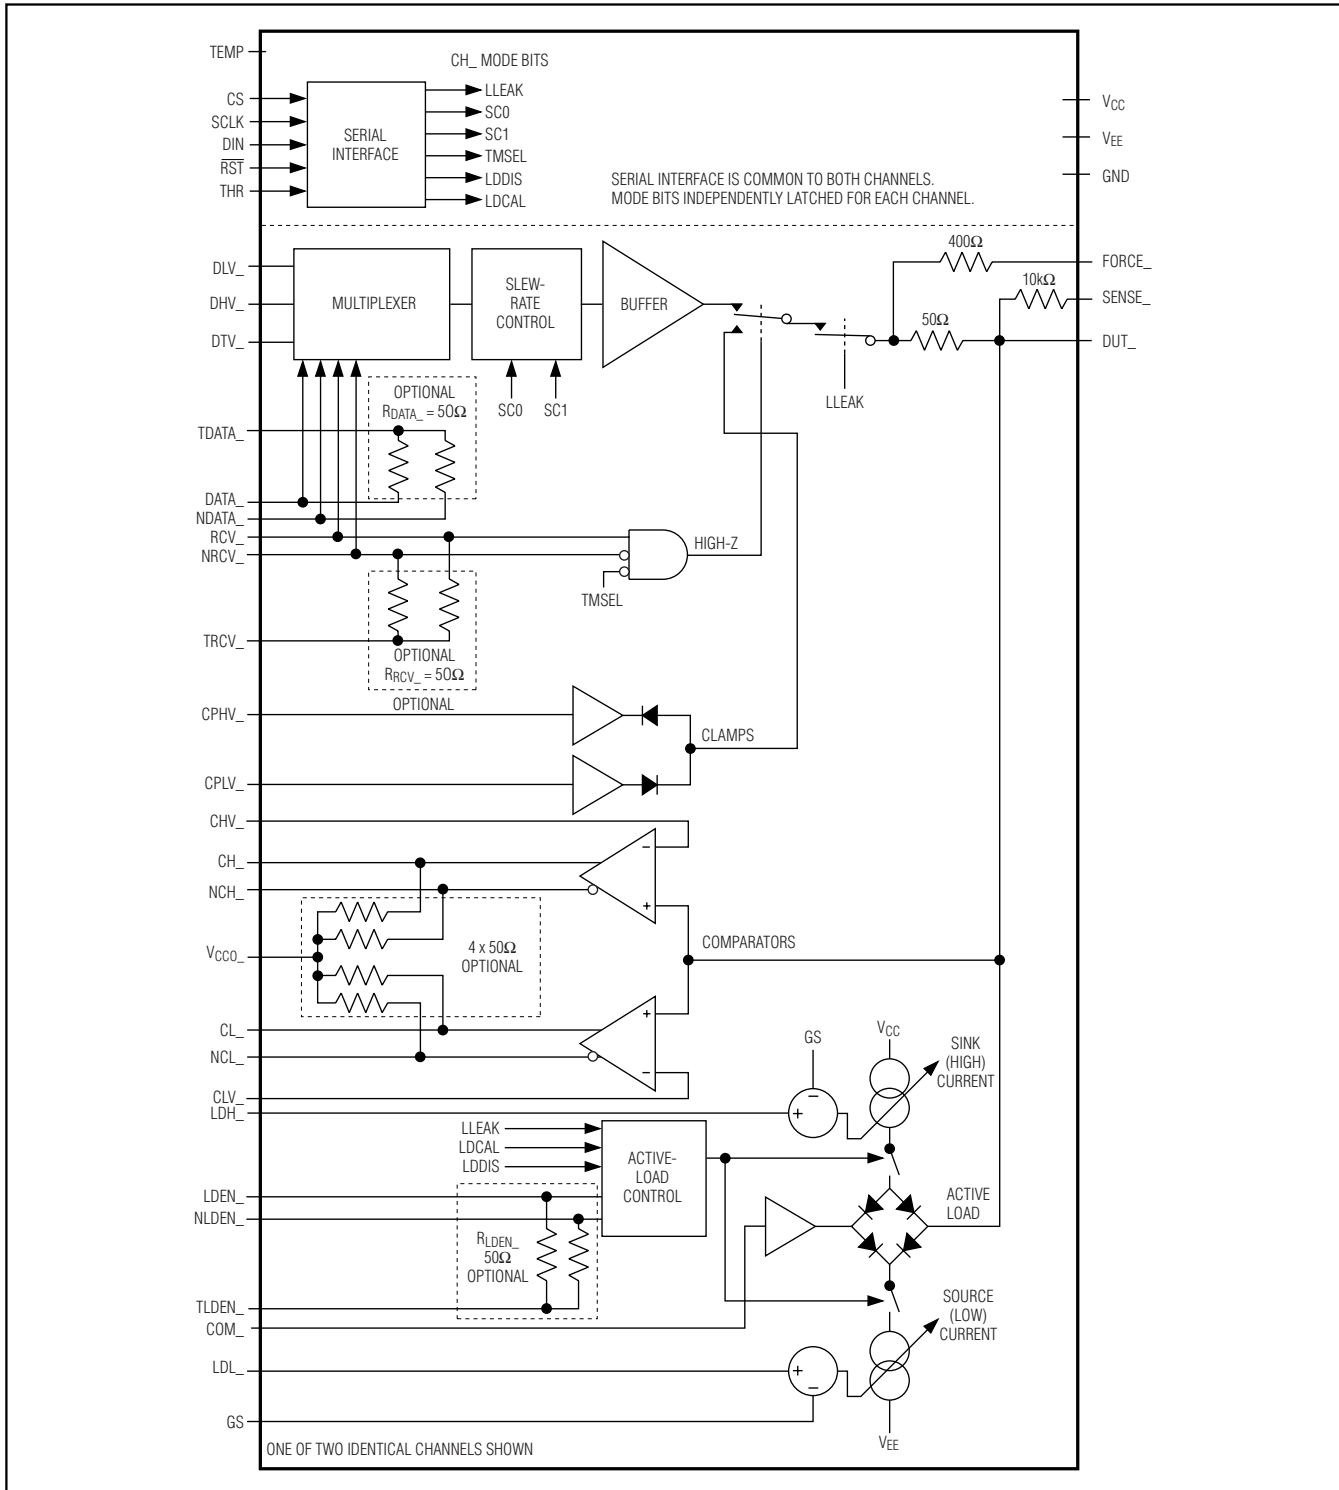 TEMP
CS
SCLK
DIN
RST
THR
SERIAL
INTERFACE
CH_ MODE BITS
LLEAK
SC0
SC1
TMSEL
LDDIS
LDCAL
SERIAL INTERFACE IS COMMON TO BOTH CHANNELS.
MODE BITS INDEPENDENTLY LATCHED FOR EACH CHANNEL.
VCC
VEE
GND
DLV_
DHV_
DTV_
MULTIPLEXER
SLEW-
RATE
CONTROL
BUFFER
SC0
SC1
LLEAK
400Ω
10kΩ
50Ω
FORCE_
SENSE_
DUT_
OPTIONAL
RDATA_ = 50Ω
TDATA_
DATA_
NDATA_
RCV_
NRCV_
HIGH-Z
TMSEL
TRCV_
OPTIONAL
RRCV_ = 50Ω
OPTIONAL
CPHV_
CLAMPS
CPLV_
CHV_
CH_
NCH_
−
+
VCCO_
4 x 50Ω
OPTIONAL
COMPARATORS
CL_
NCL_
+
−
CLV_
LDH_
GS
−
+
VCC
SINK
(HIGH)
CURRENT
LLEAK
LDCAL
LDDIS
ACTIVE-
LOAD
CONTROL
LDEN_
NLDEN_
RLDEN_
50Ω
OPTIONAL
ACTIVE
LOAD
TLDEN_
COM_
SOURCE
(LOW)
CURRENT
LDL_
+
−
GS
VEE
ONE OF TWO IDENTICAL CHANNELS SHOWN